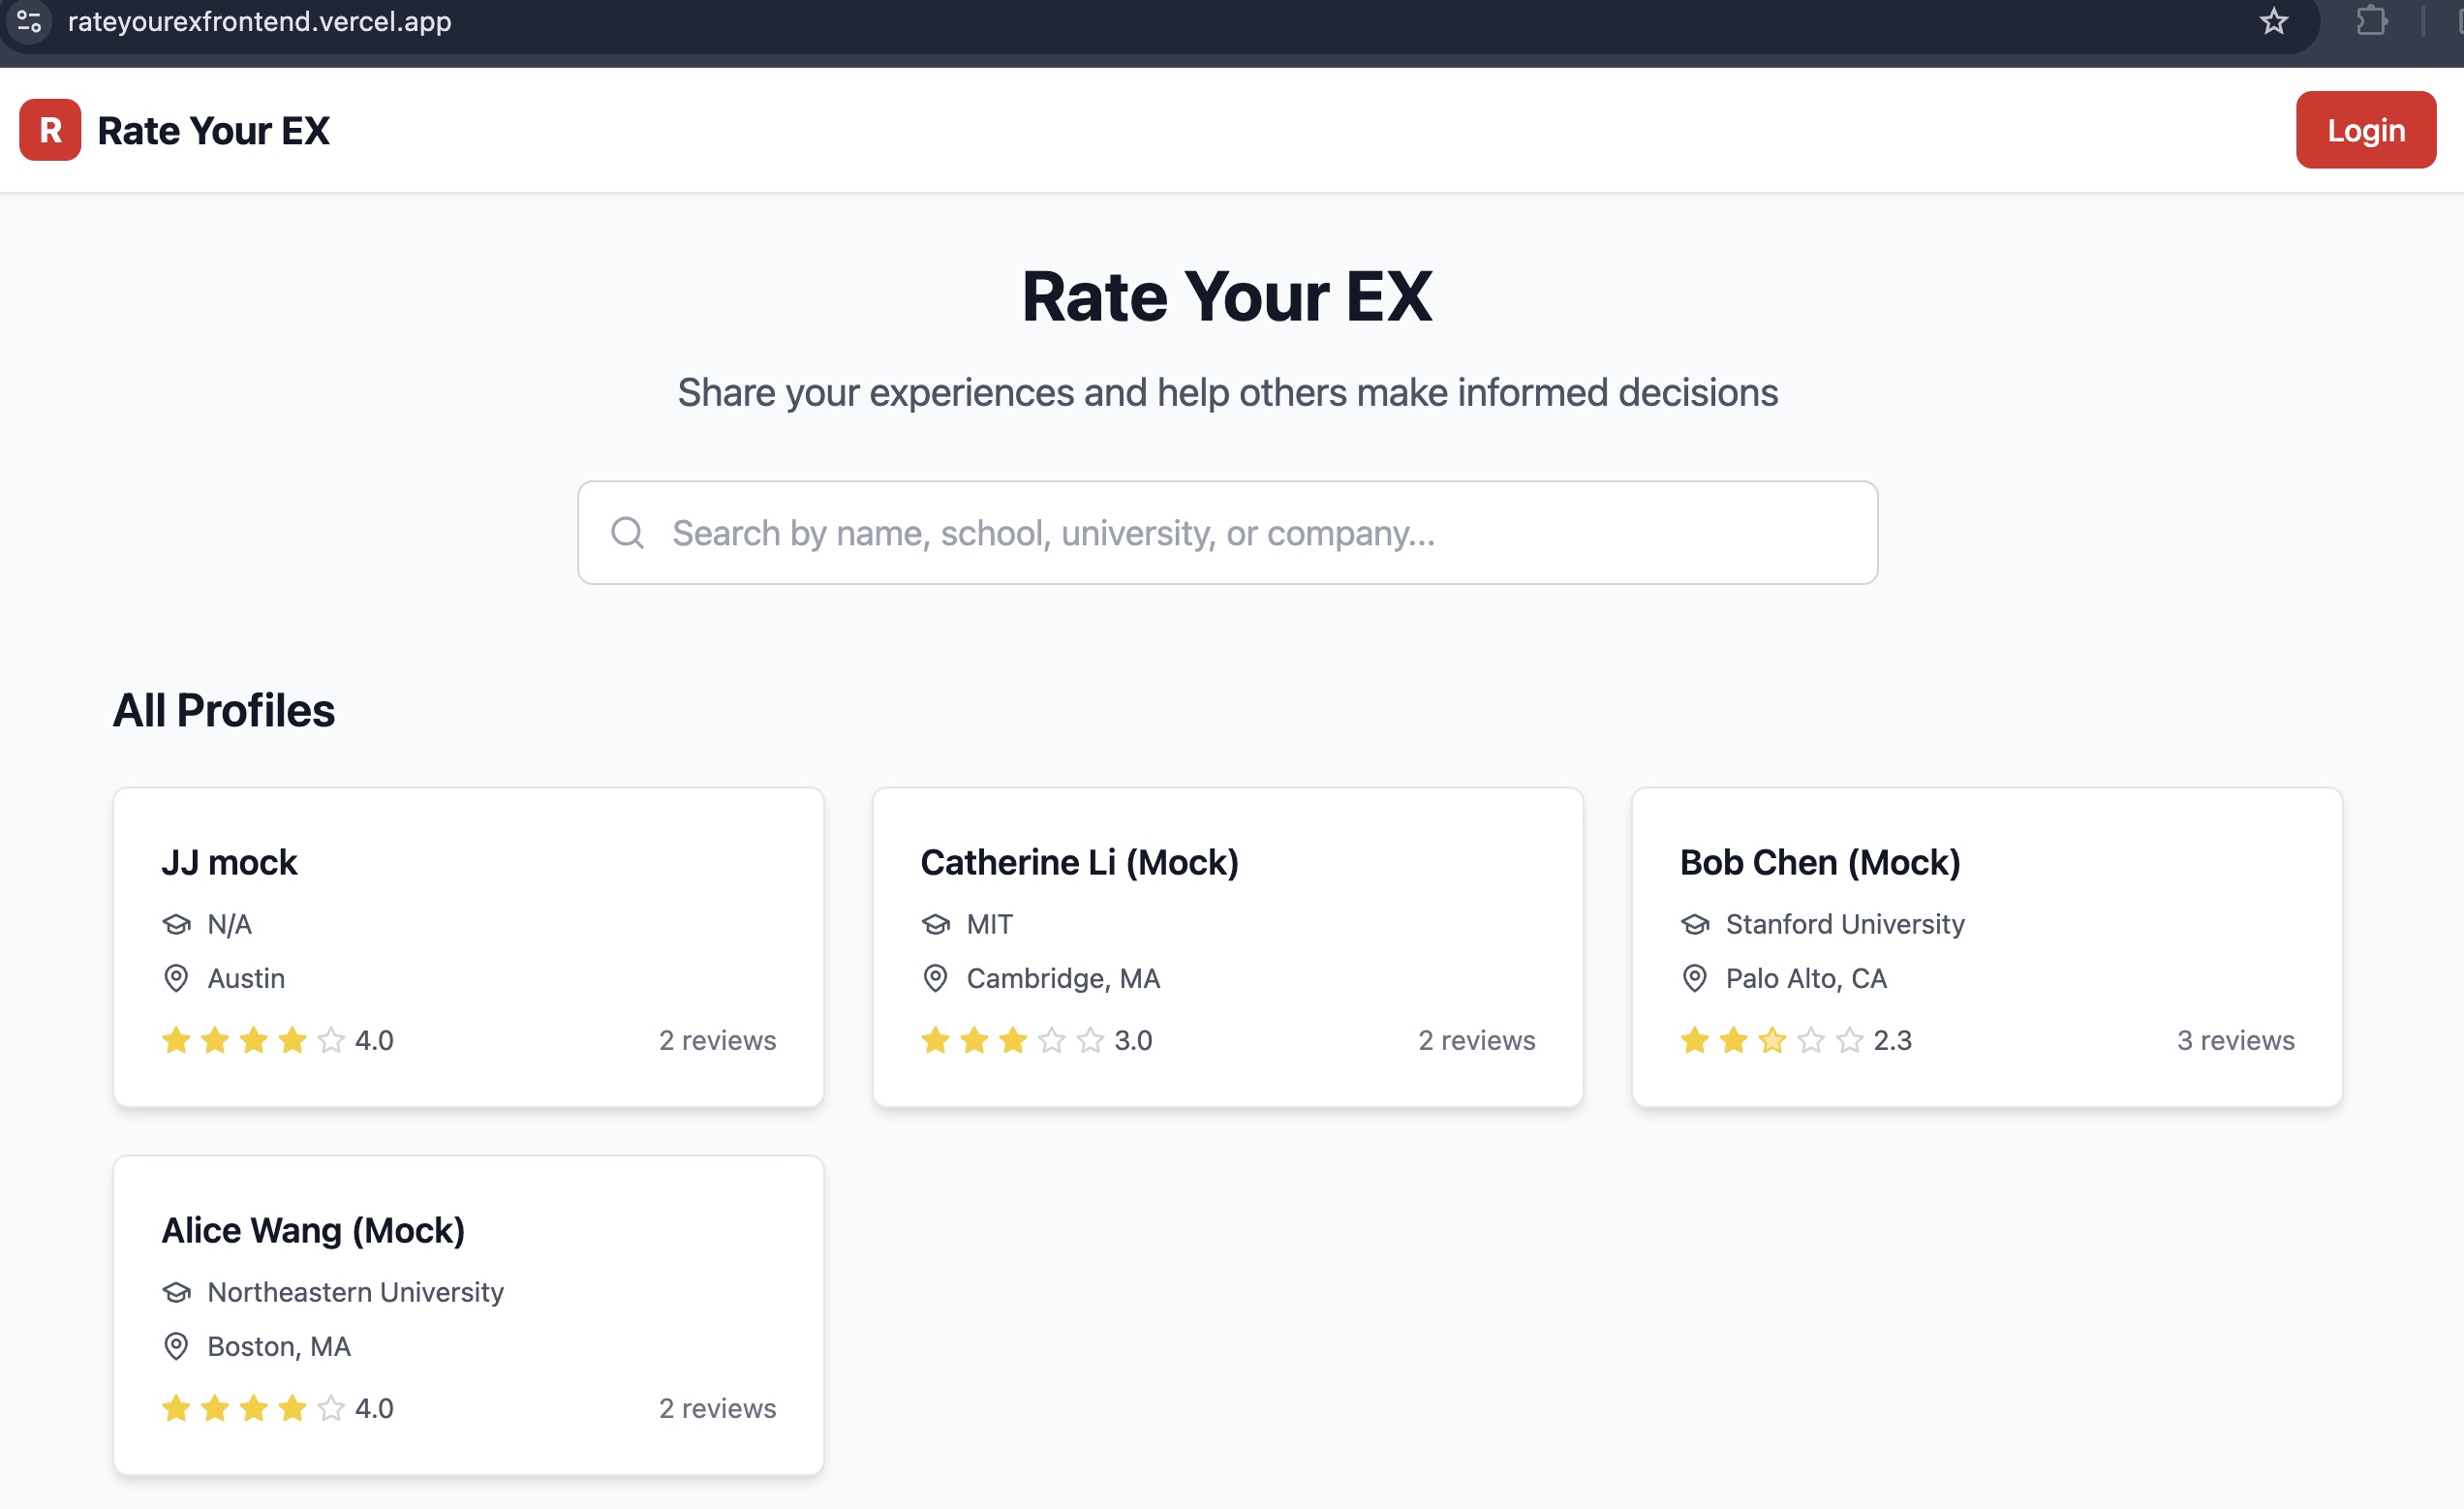 rateyourexfrontend.vercel.app
R Rate Your EX
Login
Rate Your EX
Share your experiences and help others make informed decisions
Search by name, school, university, or company...
All Profiles
JJ mock
N/A
Austin
4.0 2 reviews
Catherine Li (Mock)
MIT
Cambridge, MA
3.0 2 reviews
Bob Chen (Mock)
Stanford University
Palo Alto, CA
2.3 3 reviews
Alice Wang (Mock)
Northeastern University
Boston, MA
4.0 2 reviews